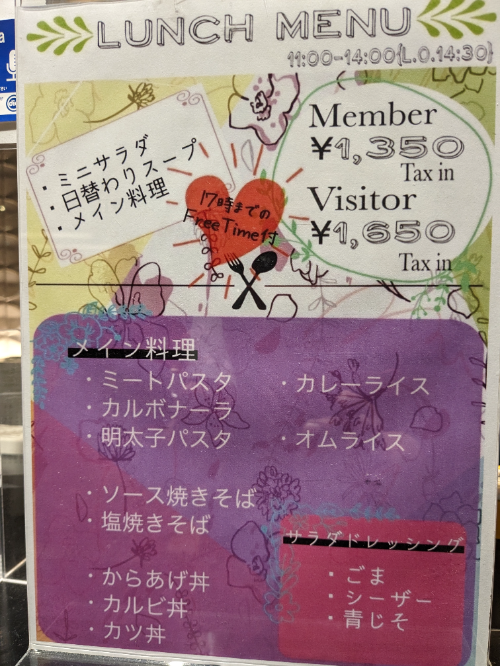 LUNCH MENU
11:00-14:00(L.O.14:30)
・ミニサラダ
・日替わりスープ
・メイン料理
17時までの
FreeTime付
Member
¥1,350
Tax in
Visitor
¥1,650
Tax in
メイン料理
・ミートパスタ
・カルボナーラ
・明太子パスタ
・カレーライス
・オムライス
・ソース焼きそば
・塩焼きそば
・からあげ丼
・カルビ丼
・カツ丼
サラダドレッシング
・ごま
・シーザー
・青じそ